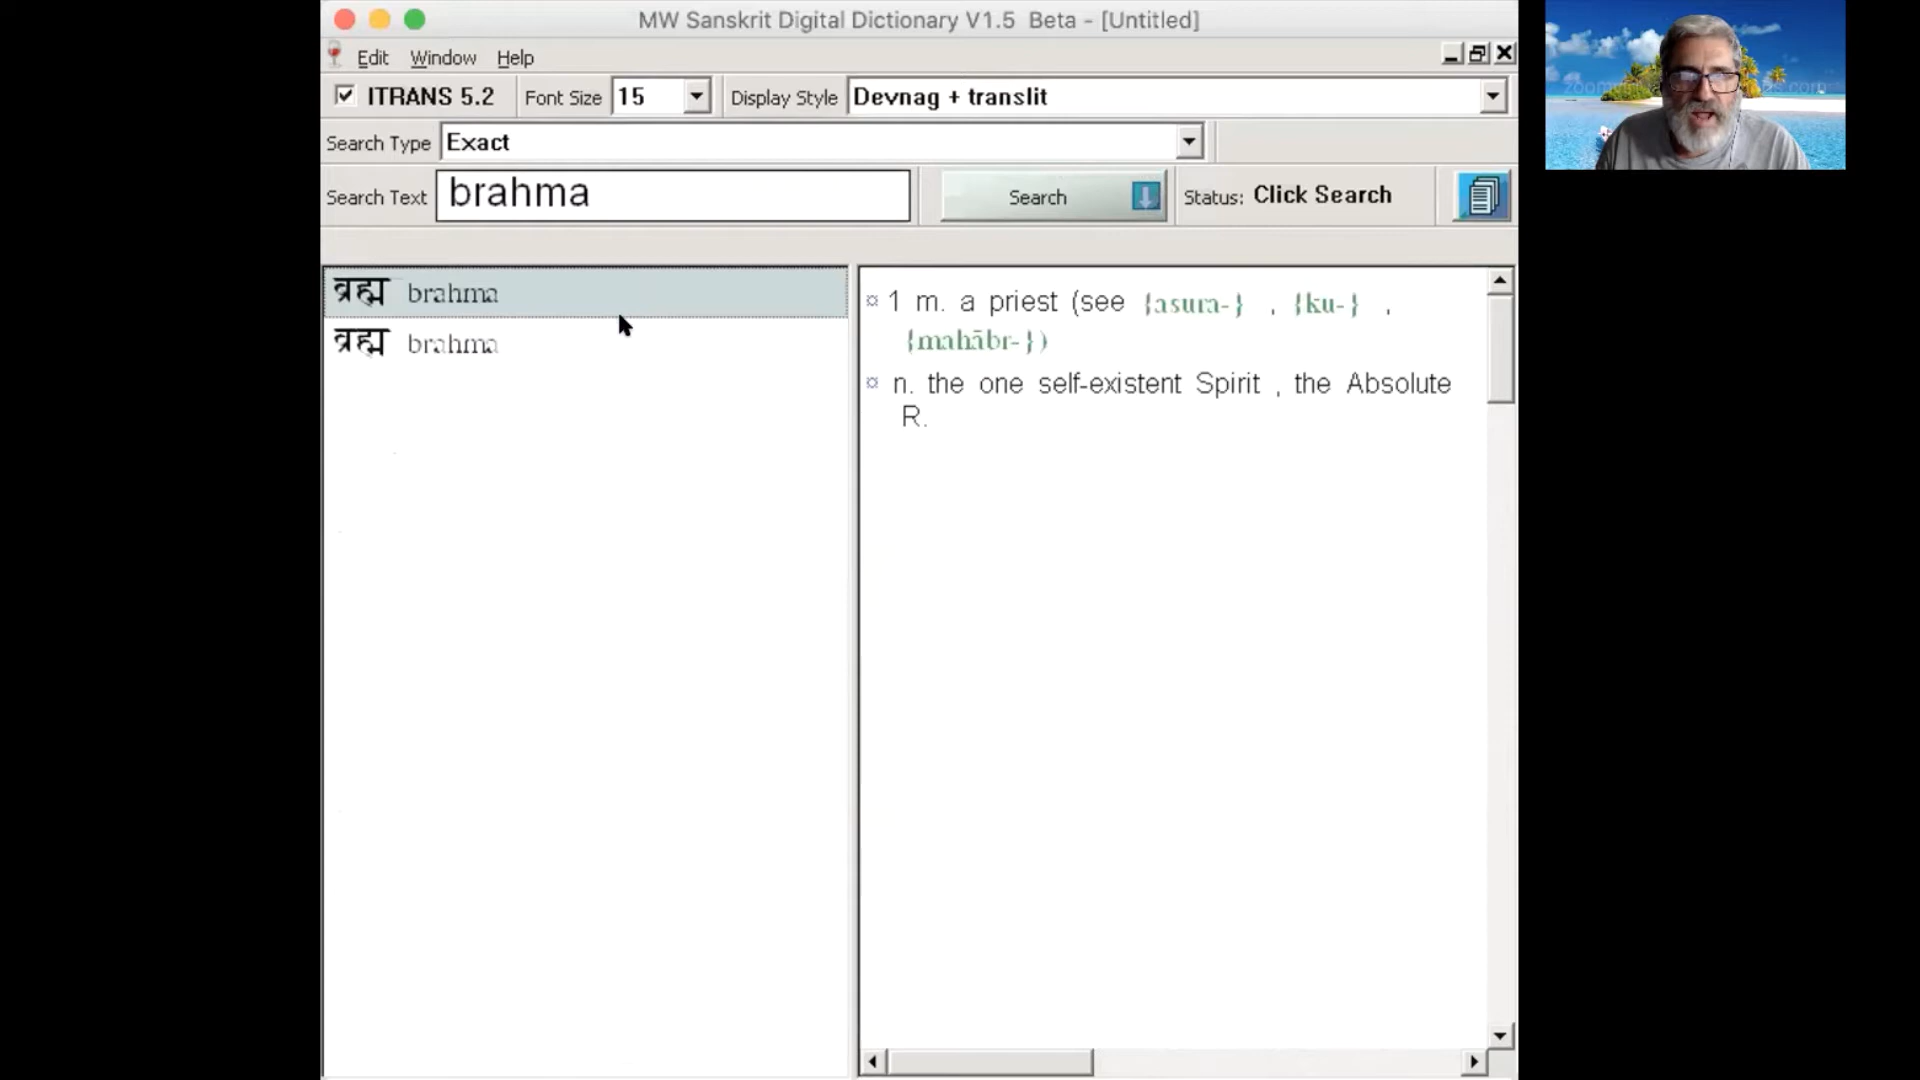 MW Sanskrit Digital Dictionary V1.5 Beta - [Untitled]
Edit Window Help
ITRANS 5.2 Font Size 15 Display Style Devnag + translit
Search Type Exact
Search Text brahma Search Status: Click Search
ब्रह्म brahma
ब्रह्म brahma
¤ 1 m. a priest (see {asura-} , {ku-} ,
{mahābr-})
¤ n. the one self-existent Spirit , the Absolute
R.